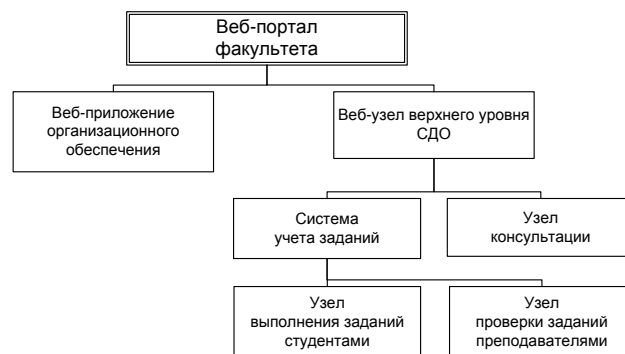 Веб-портал
факультета
Веб-приложение
организационного
обеспечения
Веб-узел верхнего уровня
СДО
Система
учета заданий
Узел
консультации
Узел
выполнения заданий
студентами
Узел
проверки заданий
преподавателями